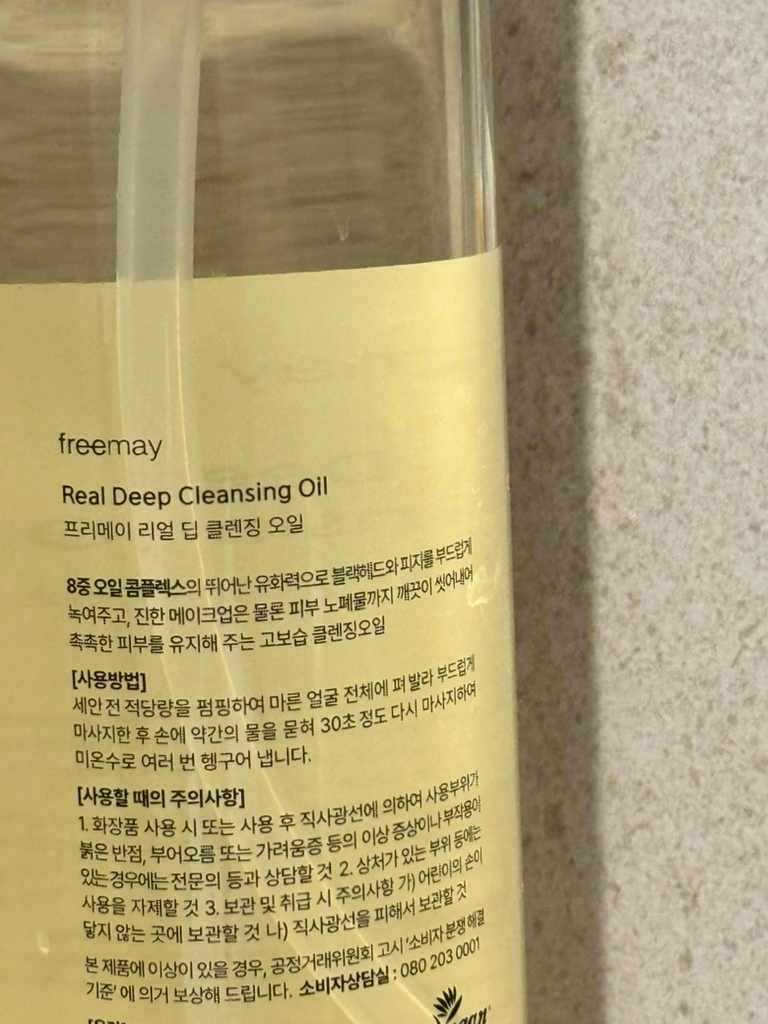 freemay
Real Deep Cleansing Oil
프리메이 리얼 딥 클렌징 오일
8중 오일 콤플렉스의 뛰어난 유화력으로 블랙헤드와 피지를 부드럽게
녹여주고, 진한 메이크업은 물론 피부 노폐물까지 깨끗이 씻어내어
촉촉한 피부를 유지해 주는 고보습 클렌징오일
[사용방법]
세안 전 적당량을 펌핑하여 마른 얼굴 전체에 펴 발라 부드럽게
마사지한 후 손에 약간의 물을 묻혀 30초 정도 다시 마사지하여
미온수로 여러 번 헹구어 냅니다.
[사용할 때의 주의사항]
1. 화장품 사용 시 또는 사용 후 직사광선에 의하여 사용부위가
붉은 반점, 부어오름 또는 가려움증 등의 이상 증상이나 부작용이
있는 경우에는 전문의 등과 상담할 것 2. 상처가 있는 부위 등에는
사용을 자제할 것 3. 보관 및 취급 시 주의사항 가) 어린이의 손이
닿지 않는 곳에 보관할 것 나) 직사광선을 피해서 보관할 것
본 제품에 이상이 있을 경우, 공정거래위원회 고시 '소비자 분쟁 해결
기준' 에 의거 보상해 드립니다. 소비자상담실 : 080 203 0001